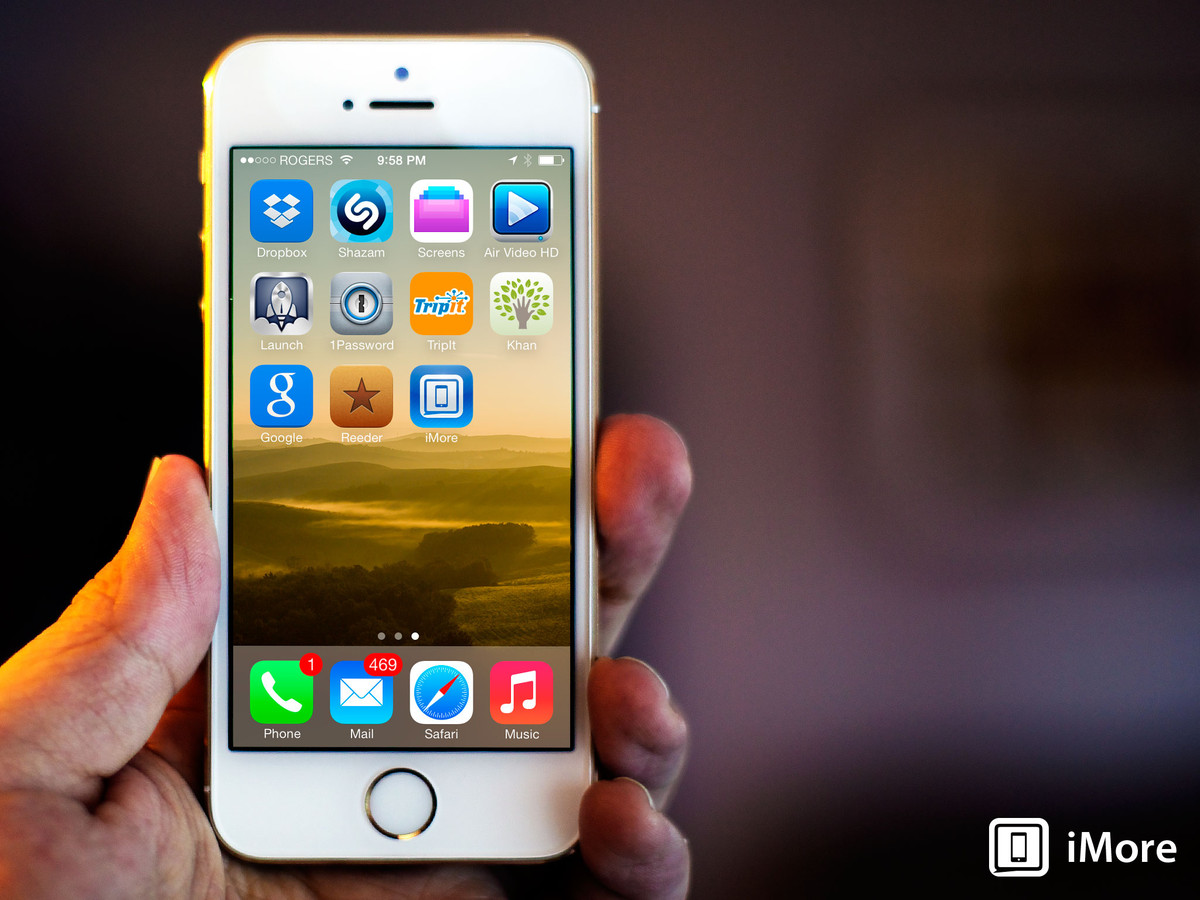 ROGERS 9:58 PM
Dropbox Shazam Screens Air Video HD
TripIt
Launch 1Password TripIt Khan
g
Google Reeder iMore
1 469
Phone Mail Safari Music
iMore